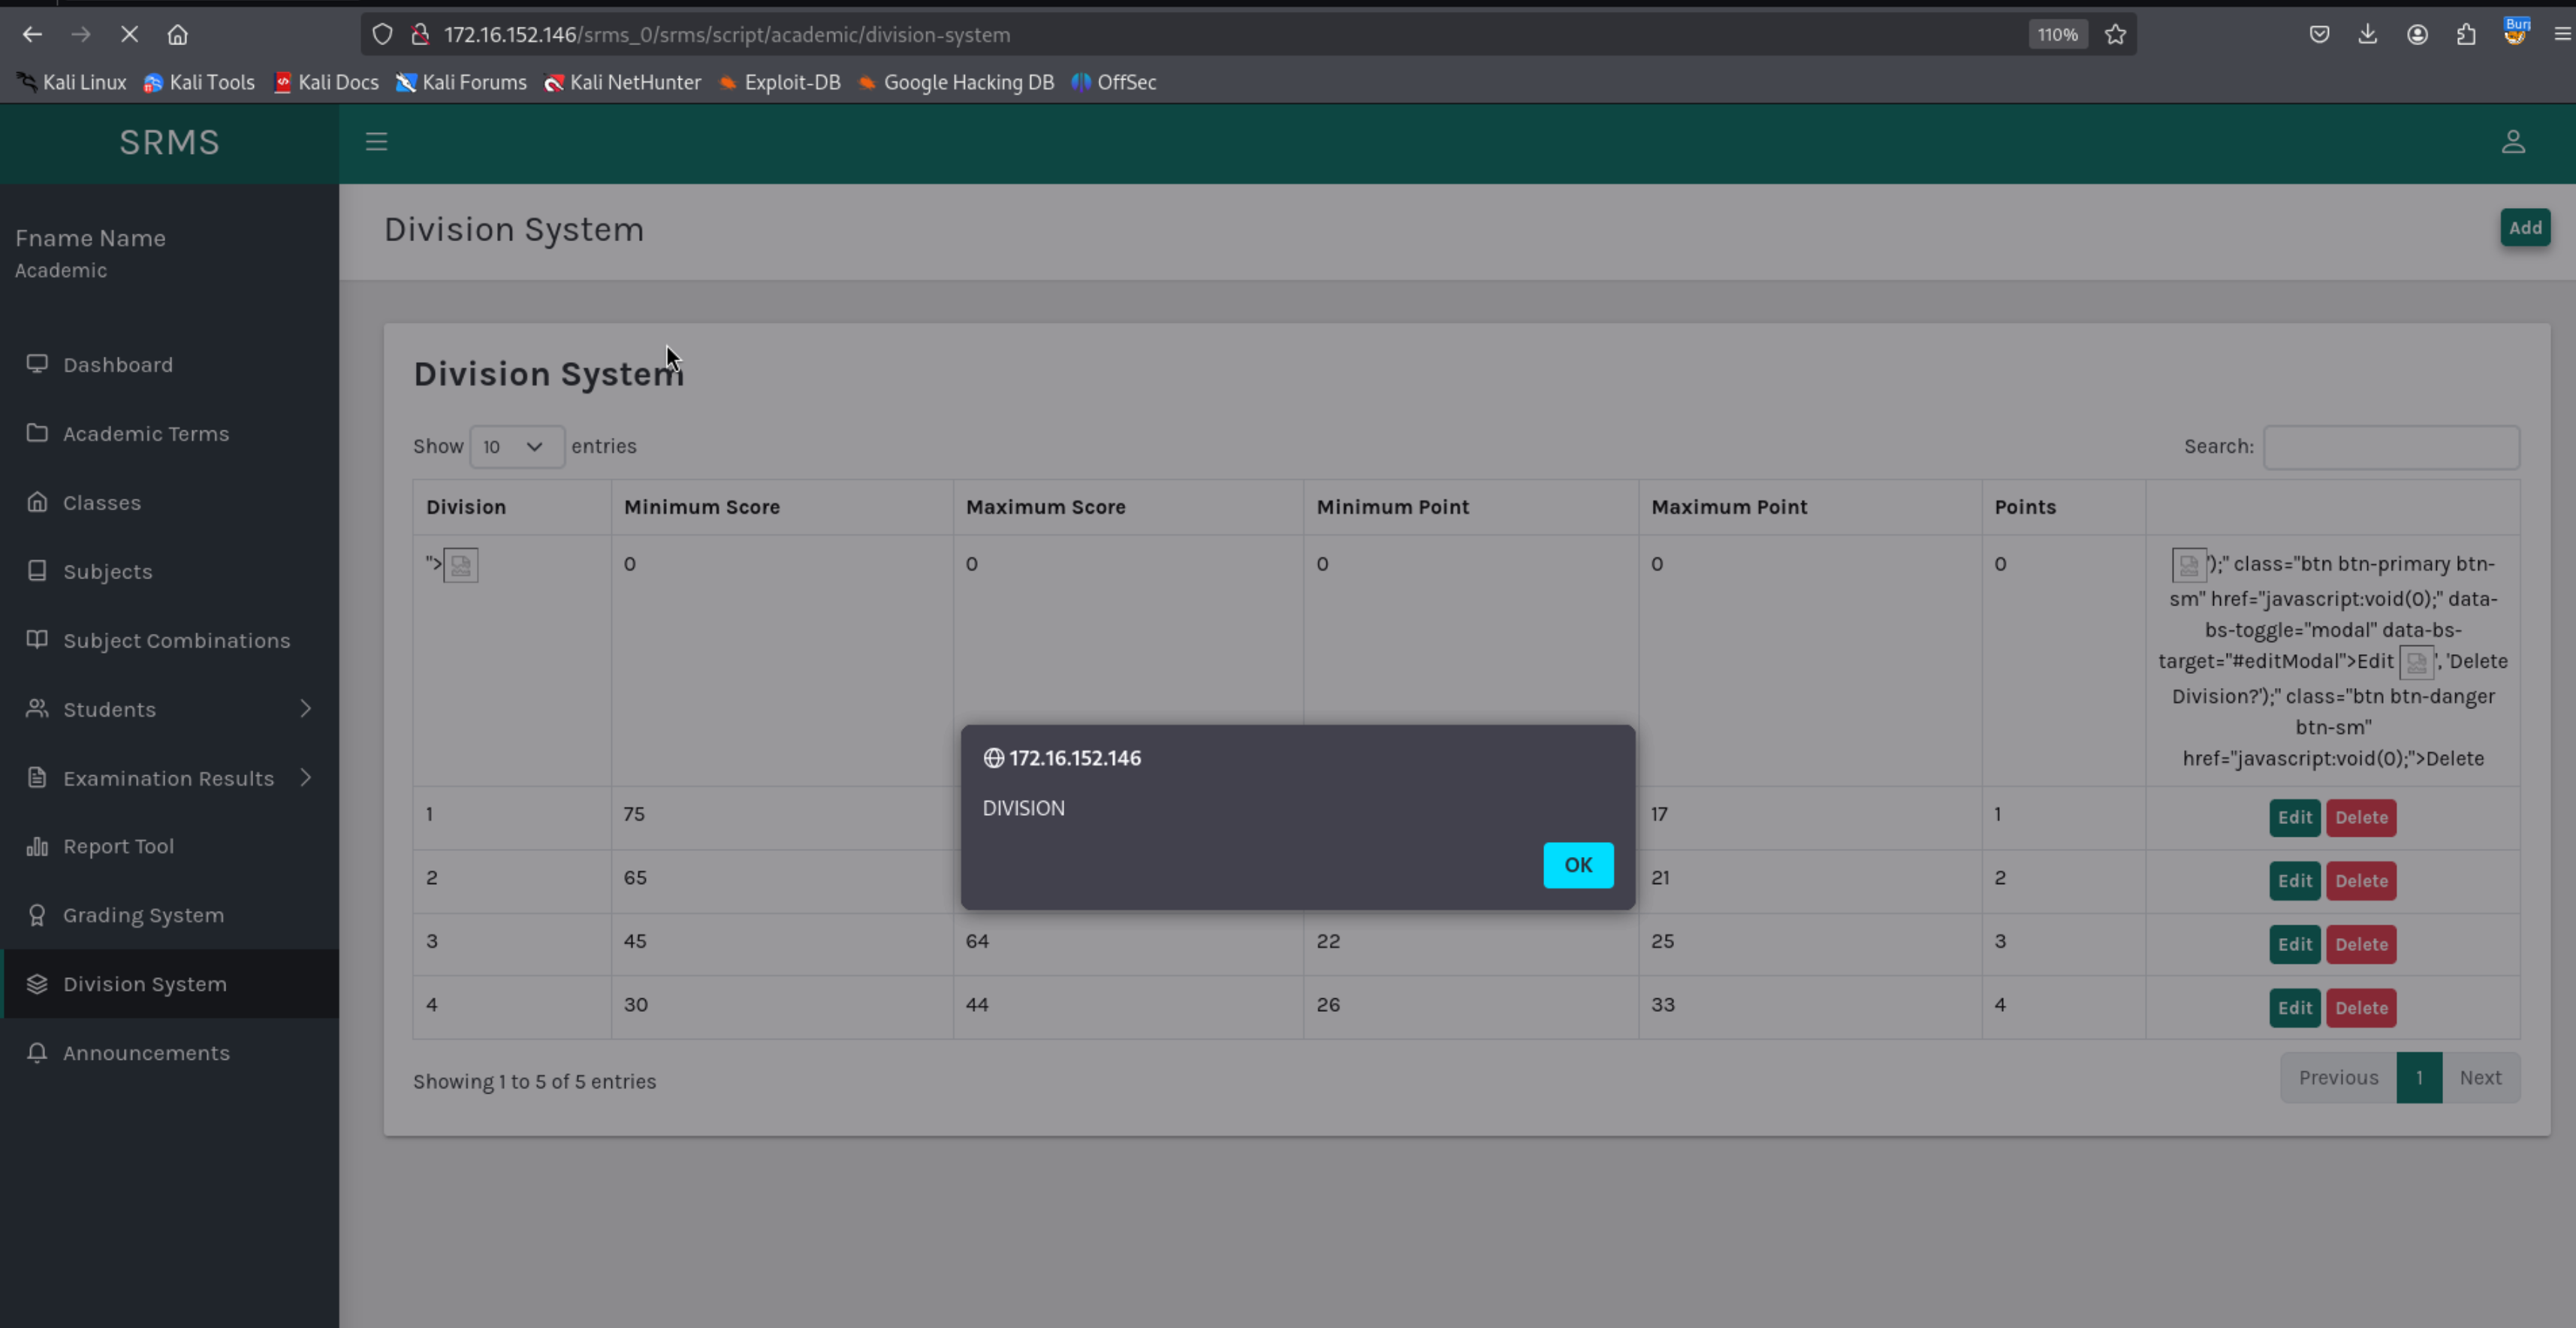 172.16.152.146/srms_0/srms/script/academic/division-system
110%
Kali Linux Kali Tools Kali Docs Kali Forums Kali NetHunter Exploit-DB Google Hacking DB OffSec
SRMS
Fname Name
Academic
Dashboard
Academic Terms
Classes
Subjects
Subject Combinations
Students
Examination Results
Report Tool
Grading System
Division System
Announcements
Division System
Add
Division System
Show 10 entries
Search:
Division Minimum Score Maximum Score Minimum Point Maximum Point Points
"> 0 0 0 0 0
');" class="btn btn-primary btn-
sm" href="javascript:void(0);" data-
bs-toggle="modal" data-bs-
target="#editModal">Edit ', 'Delete
Division?');" class="btn btn-danger
btn-sm"
href="javascript:void(0);">Delete
172.16.152.146
DIVISION
OK
1 75 17 1 Edit Delete
2 65 21 2 Edit Delete
3 45 64 22 25 3 Edit Delete
4 30 44 26 33 4 Edit Delete
Showing 1 to 5 of 5 entries
Previous 1 Next